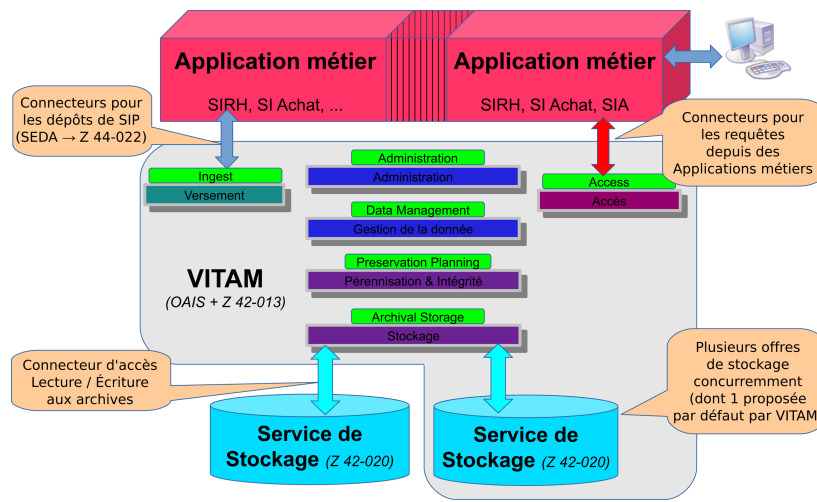 Application métier
SIRH, SI Achat, ...
Application métier
SIRH, SI Achat, SIA
Connecteurs pour
les dépôts de SIP
(SEDA → Z 44-022)
Connecteurs pour
les requêtes
depuis des
Applications métiers
Ingest
Versement
Administration
Administration
Access
Accès
Data Management
Gestion de la donnée
Preservation Planning
Pérennisation & Intégrité
VITAM
(OAIS + Z 42-013)
Archival Storage
Stockage
Connecteur d'accès
Lecture / Écriture
aux archives
Plusieurs offres
de stockage
concurremment
(dont 1 proposée
par défaut par VITAM)
Service de
Stockage (Z 42-020)
Service de
Stockage (Z 42-020)